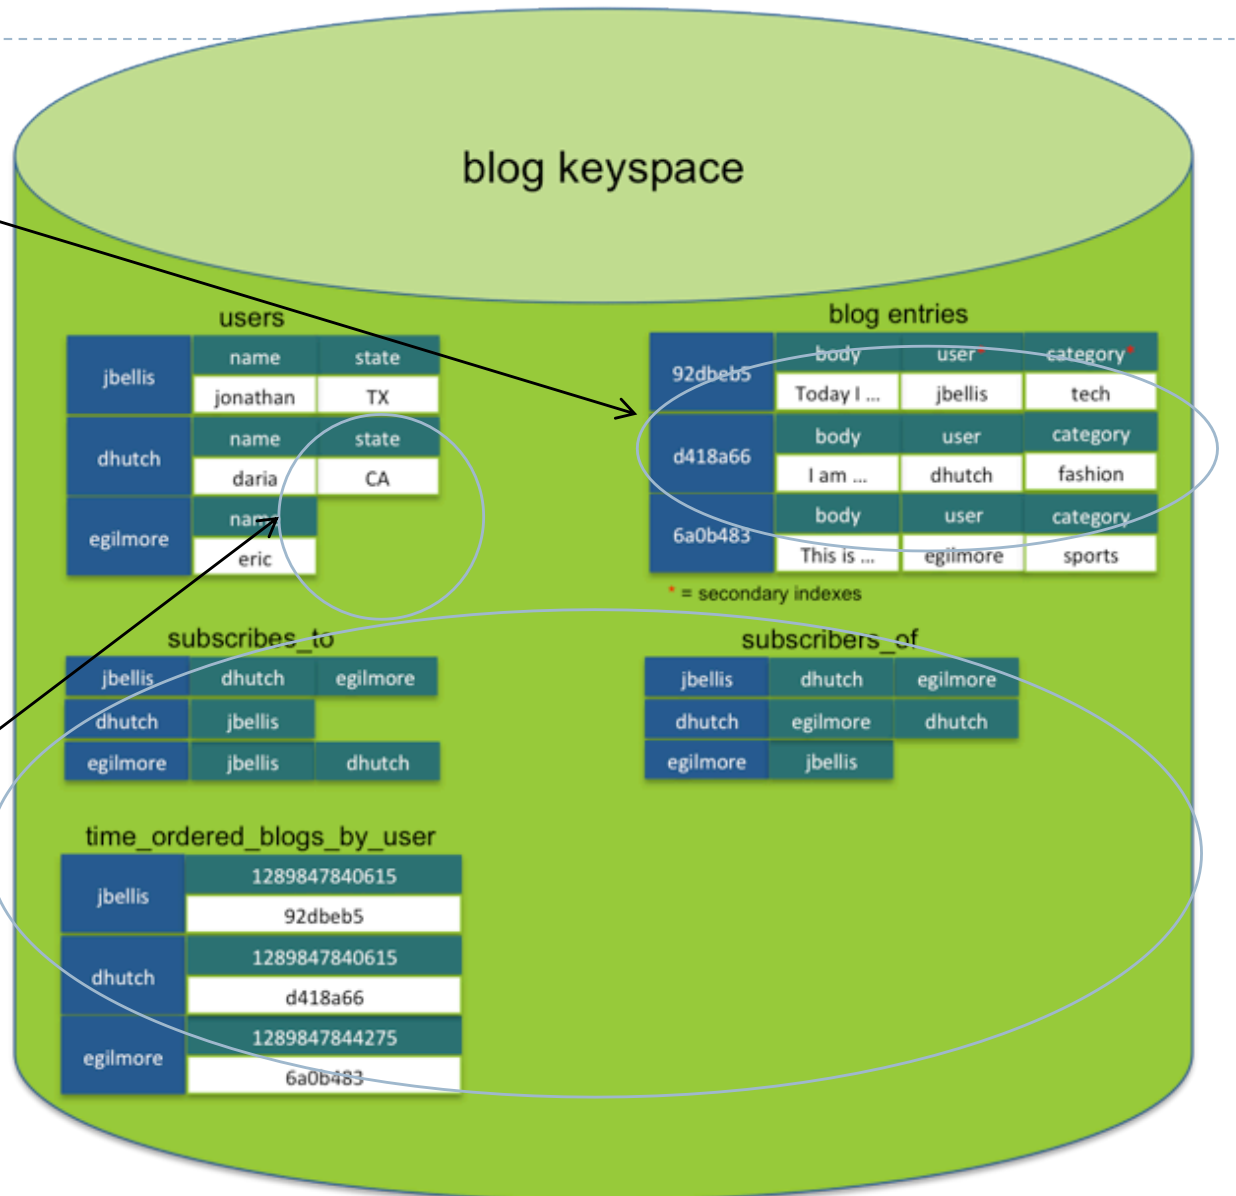 blog keyspace
users
jbellis name state
jonathan TX
dhutch name state
daria CA
egilmore name
eric
blog entries
92dbeb5 body user* category*
Today I ... jbellis tech
d418a66 body user category
I am ... dhutch fashion
6a0b483 body user category
This is ... egilmore sports
* = secondary indexes
subscribes_to
jbellis dhutch egilmore
dhutch jbellis
egilmore jbellis dhutch
subscribers_of
jbellis dhutch egilmore
dhutch egilmore dhutch
egilmore jbellis
time_ordered_blogs_by_user
jbellis 1289847840615
92dbeb5
dhutch 1289847840615
d418a66
egilmore 1289847844275
6a0b483